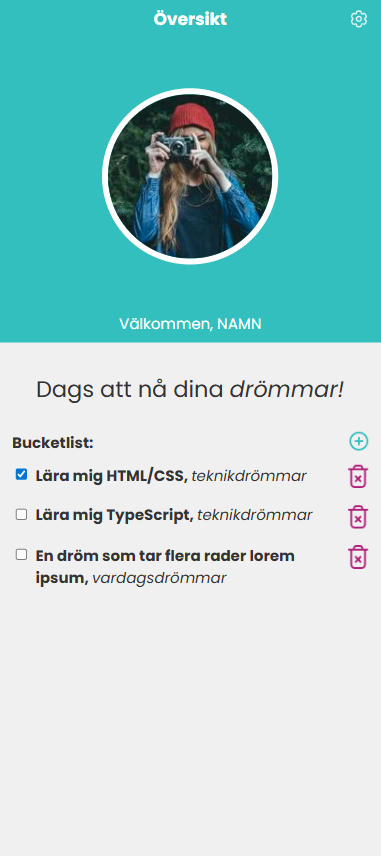 Översikt
Välkommen, NAMN
Dags att nå dina drömmar!
Bucketlist:
Lära mig HTML/CSS, teknikdrömmar
Lära mig TypeScript, teknikdrömmar
En dröm som tar flera rader lorem
ipsum, vardagsdrömmar